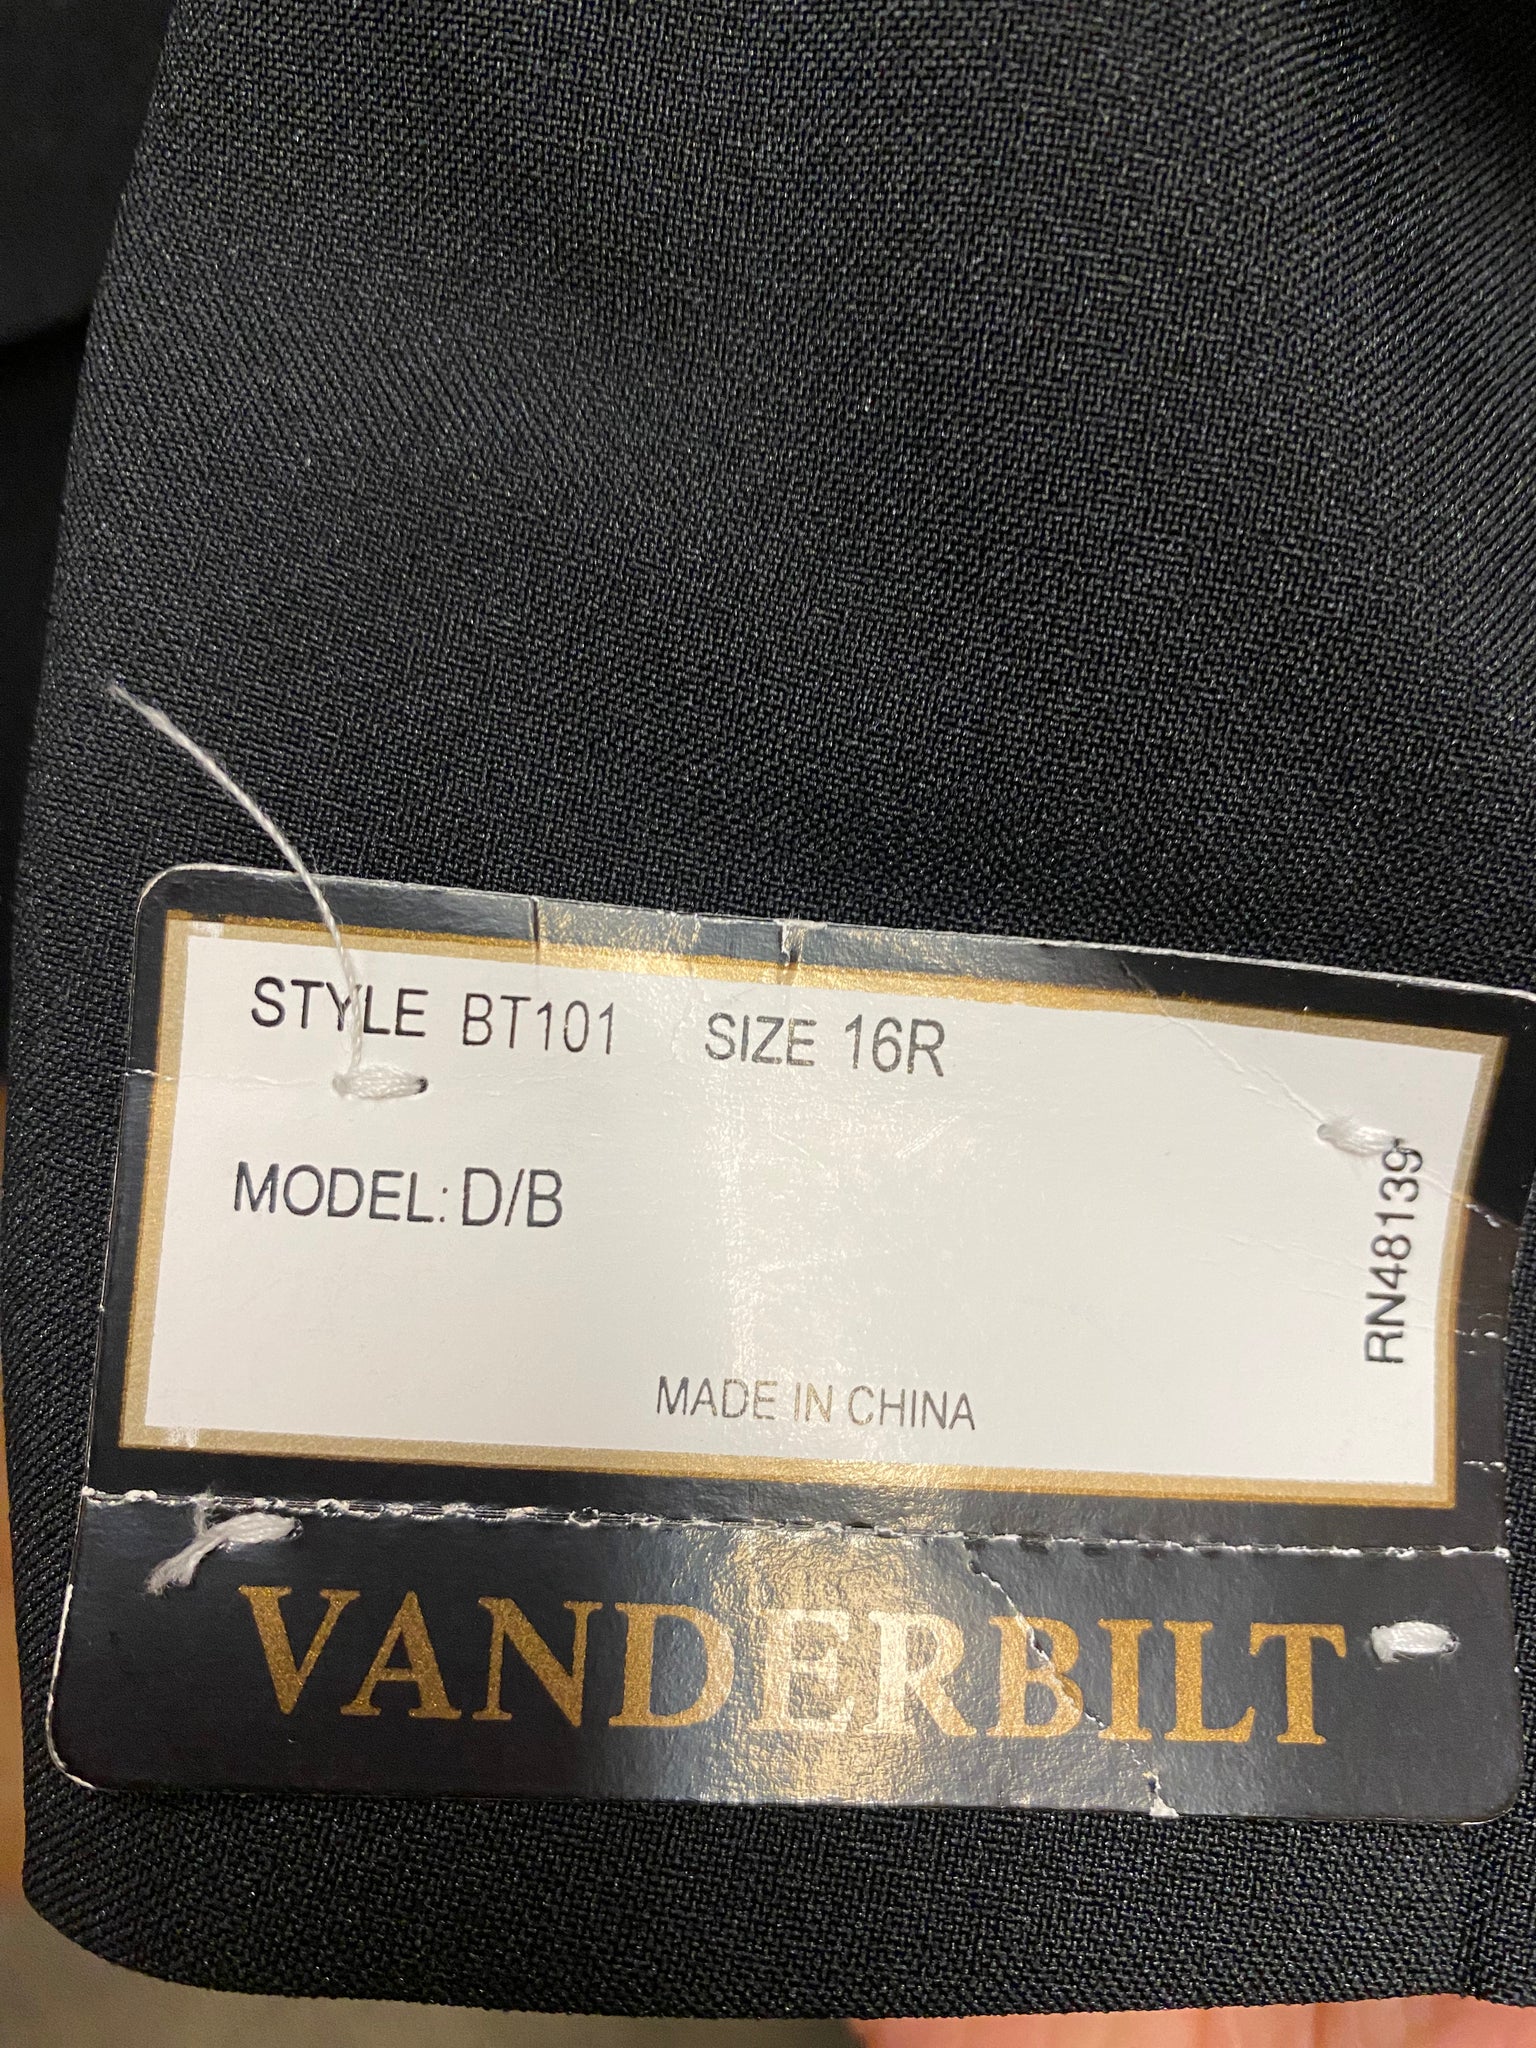 STYLE BT101 SIZE 16R
MODEL: D/B
RN48139
MADE IN CHINA
VANDERBILT